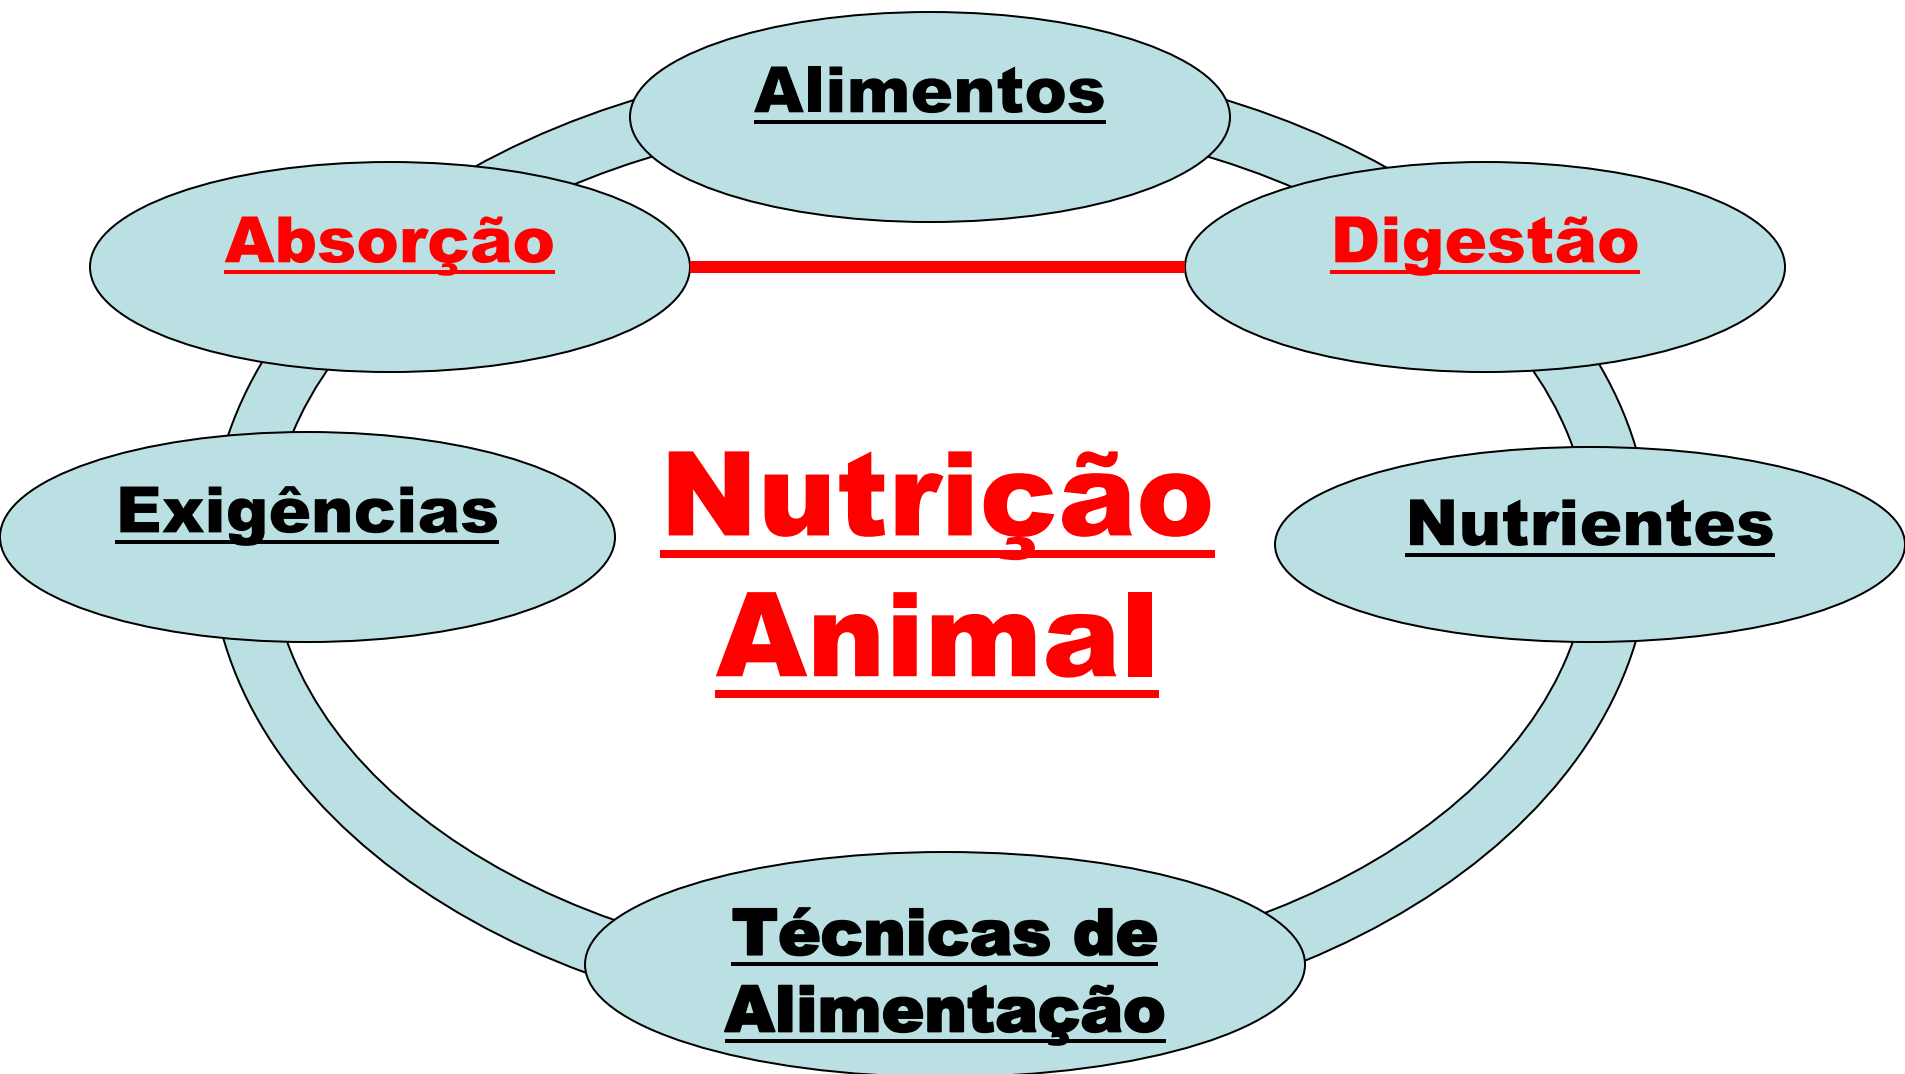 Alimentos
Absorção
Digestão
Nutrição
Animal
Exigências
Nutrientes
Técnicas de
Alimentação